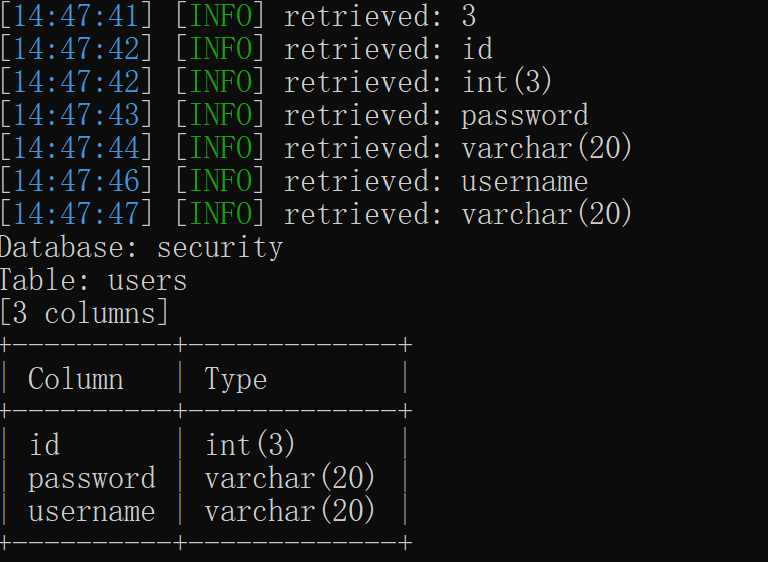 [14:47:41] [INFO] retrieved: 3
[14:47:42] [INFO] retrieved: id
[14:47:42] [INFO] retrieved: int(3)
[14:47:43] [INFO] retrieved: password
[14:47:44] [INFO] retrieved: varchar(20)
[14:47:46] [INFO] retrieved: username
[14:47:47] [INFO] retrieved: varchar(20)
Database: security
Table: users
[3 columns]
+----------+-------------+
| Column   | Type        |
+----------+-------------+
| id       | int(3)      |
| password | varchar(20) |
| username | varchar(20) |
+----------+-------------+